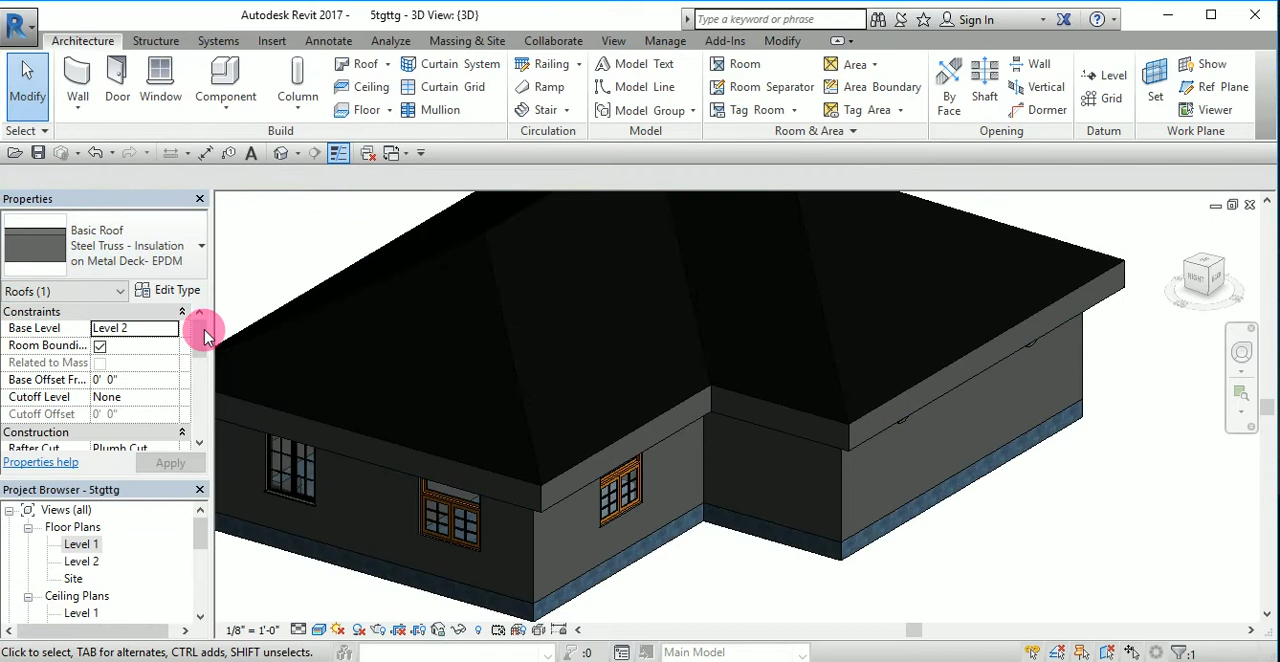 Autodesk Revit 2017 - 5tgttg - 3D View: {3D}
Type a keyword or phrase
Sign In
Architecture Structure Systems Insert Annotate Analyze Massing & Site Collaborate View Manage Add-Ins Modify
Modify
Wall Door Window Component Column
Roof
Ceiling
Floor
Curtain System
Curtain Grid
Mullion
Railing
Ramp
Stair
Model Text
Model Line
Model Group
Room
Room Separator
Tag Room
Area
Area Boundary
Tag Area
By
Face
Shaft
Wall
Vertical
Dormer
Level
Grid
Set
Show
Ref Plane
Viewer
Select Build Circulation Model Room & Area Opening Datum Work Plane
Properties
Basic Roof
Steel Truss - Insulation
on Metal Deck- EPDM
Roofs (1) Edit Type
Constraints
Base Level Level 2
Room Boundi...
Related to Mass
Base Offset Fr... 0' 0"
Cutoff Level None
Cutoff Offset 0' 0"
Construction
Rafter Cut Plumb Cut
Properties help Apply
Project Browser - 5tgttg
Views (all)
Floor Plans
Level 1
Level 2
Site
Ceiling Plans
Level 1
RIGHT
1/8" = 1'-0"
Click to select, TAB for alternates, CTRL adds, SHIFT unselects.
:0
Main Model
:1